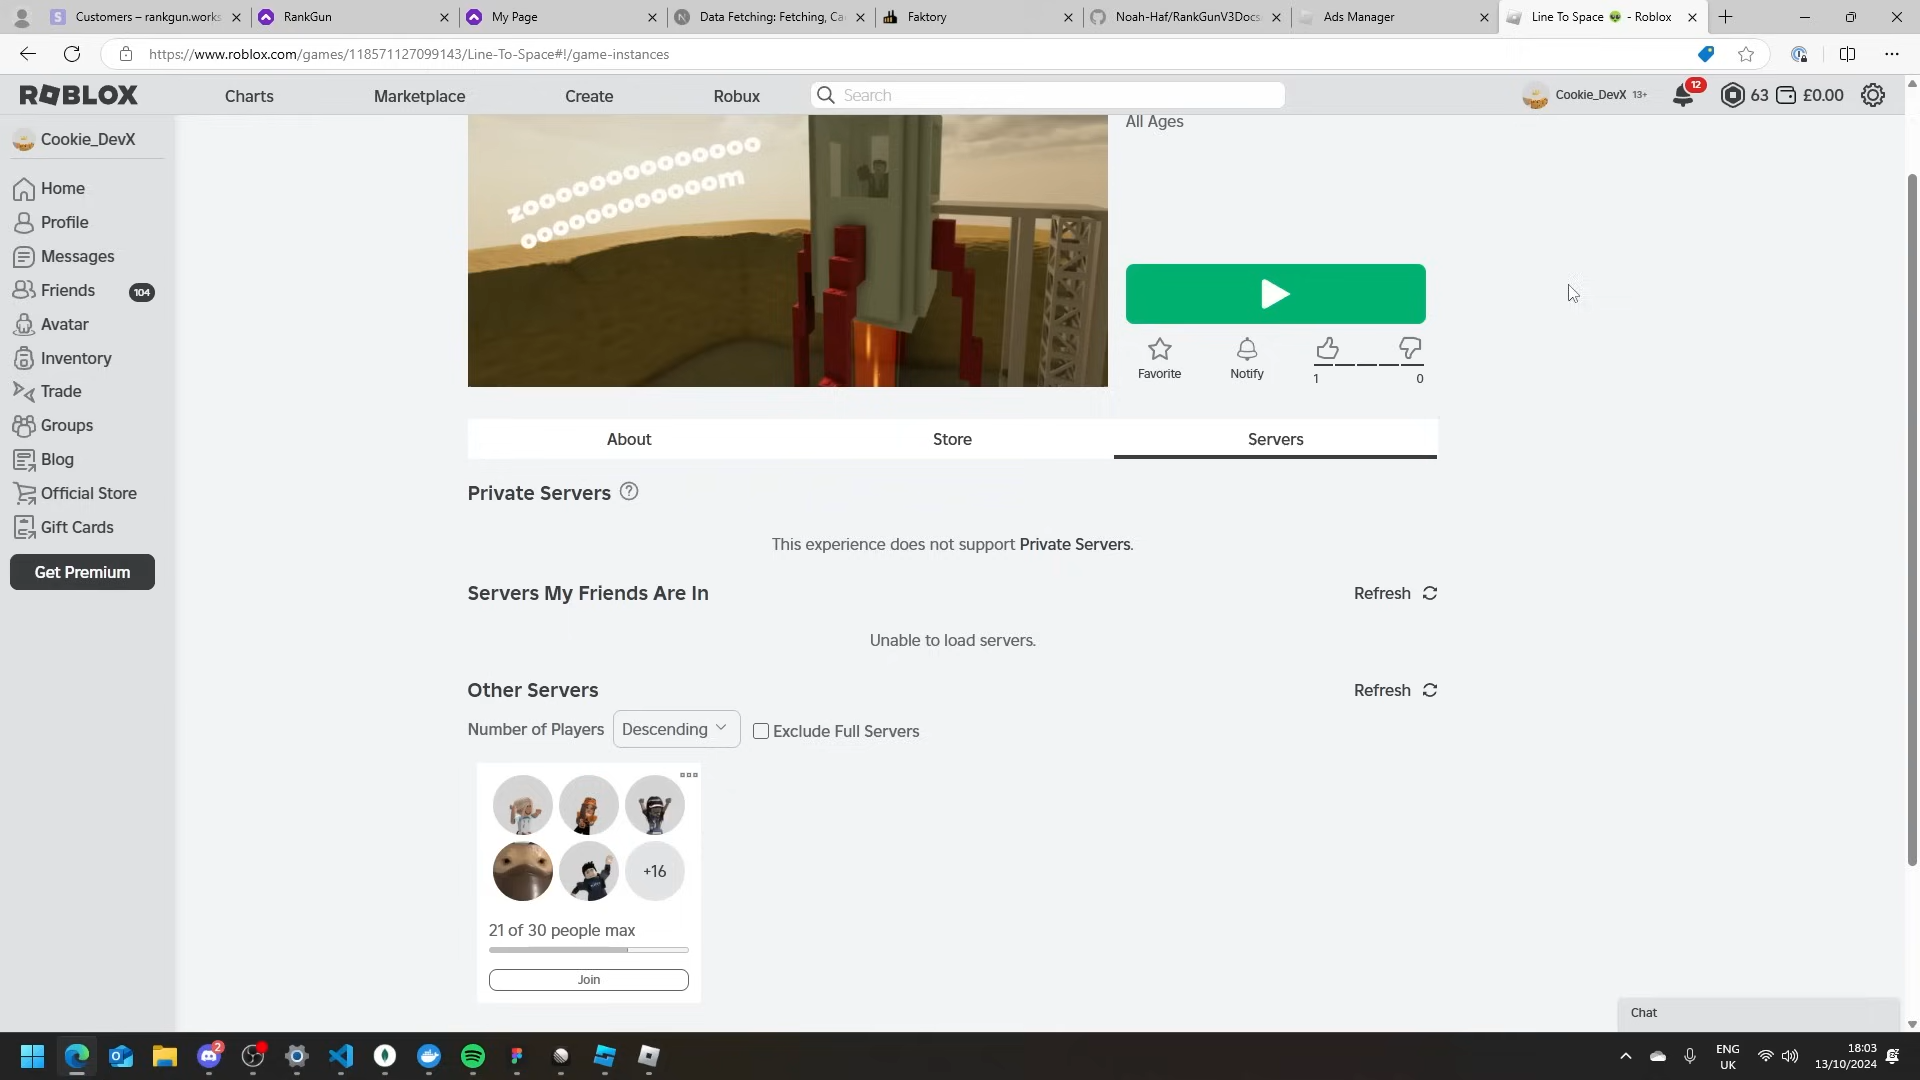 Customers – rankgun.works
RankGun
My Page
Data Fetching: Fetching, Ca
Faktory
Noah-Haf/RankGunV3Docs
Ads Manager
Line To Space 👽 - Roblox
https://www.roblox.com/games/118571127099143/Line-To-Space#!/game-instances
ROBLOX
Charts
Marketplace
Create
Robux
Search
Cookie_DevX 13+
12
63
£0.00
Cookie_DevX
Home
Profile
Messages
Friends 104
Avatar
Inventory
Trade
Groups
Blog
Official Store
Gift Cards
Get Premium
zooooooooooooooo
ooooooooooooooom
All Ages
Favorite
Notify
1
0
About
Store
Servers
Private Servers
This experience does not support Private Servers.
Servers My Friends Are In
Refresh
Unable to load servers.
Other Servers
Refresh
Number of Players
Descending
Exclude Full Servers
+16
21 of 30 people max
Join
Chat
2
ENG
UK
18:03
13/10/2024